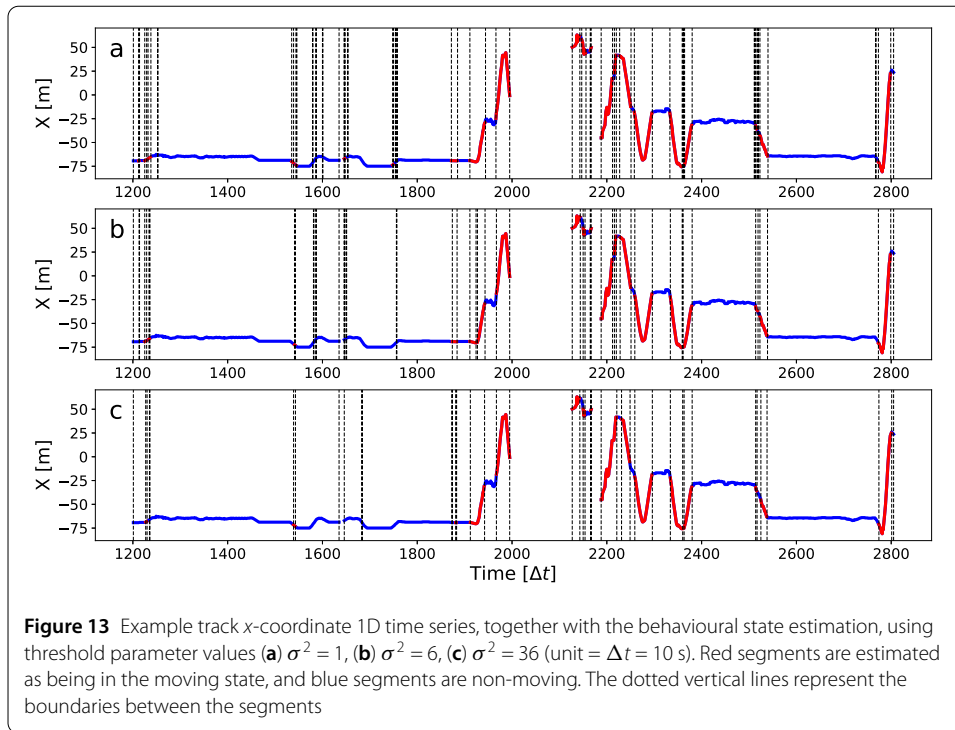 a
X [m]
50
25
0
−25
−50
−75
1200 1400 1600 1800 2000 2200 2400 2600 2800
b
X [m]
50
25
0
−25
−50
−75
1200 1400 1600 1800 2000 2200 2400 2600 2800
c
X [m]
50
25
0
−25
−50
−75
1200 1400 1600 1800 2000 2200 2400 2600 2800
Time [Δt]
Figure 13 Example track x-coordinate 1D time series, together with the behavioural state estimation, using
threshold parameter values (a) σ² = 1, (b) σ² = 6, (c) σ² = 36 (unit = Δt = 10 s). Red segments are estimated
as being in the moving state, and blue segments are non-moving. The dotted vertical lines represent the
boundaries between the segments